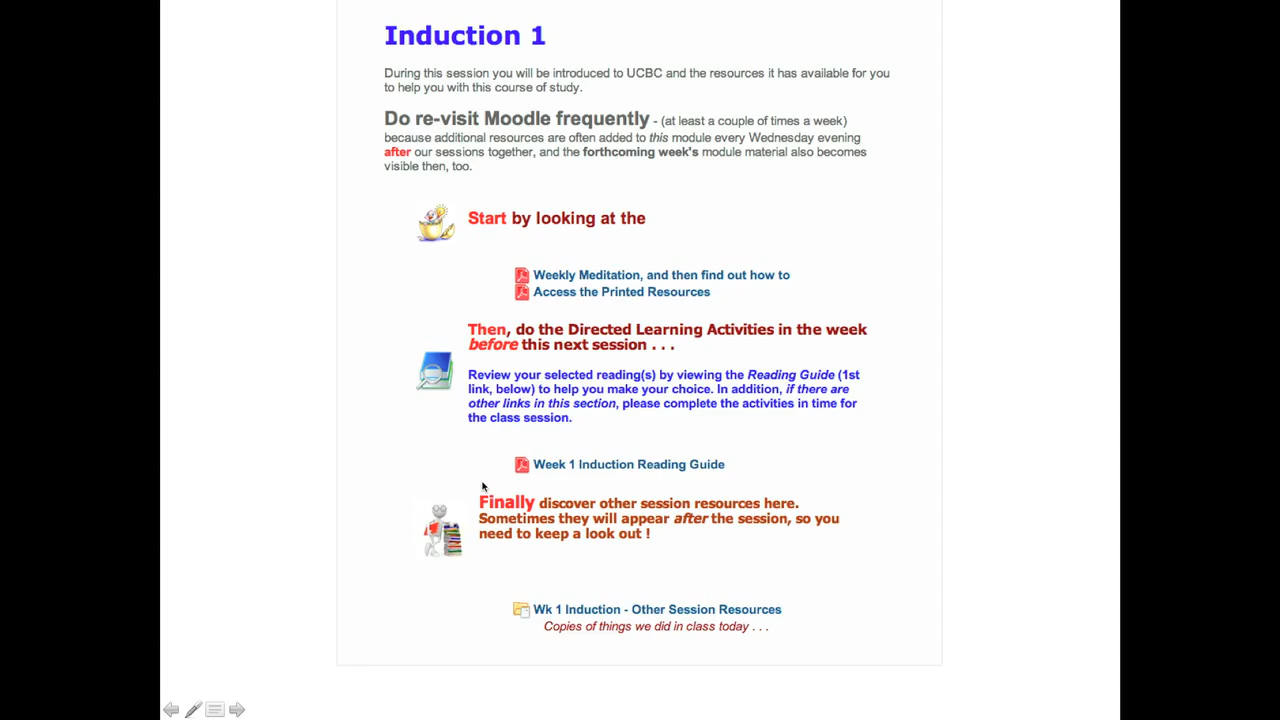 Induction 1
During this session you will be introduced to UCBC and the resources it has available for you
to help you with this course of study.
Do re-visit Moodle frequently - (at least a couple of times a week)
because additional resources are often added to this module every Wednesday evening
after our sessions together, and the forthcoming week's module material also becomes
visible then, too.
Start by looking at the
Weekly Meditation, and then find out how to
Access the Printed Resources
Then, do the Directed Learning Activities in the week
before this next session . . .
Review your selected reading(s) by viewing the Reading Guide (1st
link, below) to help you make your choice. In addition, if there are
other links in this section, please complete the activities in time for
the class session.
Week 1 Induction Reading Guide
Finally discover other session resources here.
Sometimes they will appear after the session, so you
need to keep a look out !
Wk 1 Induction - Other Session Resources
Copies of things we did in class today . . .